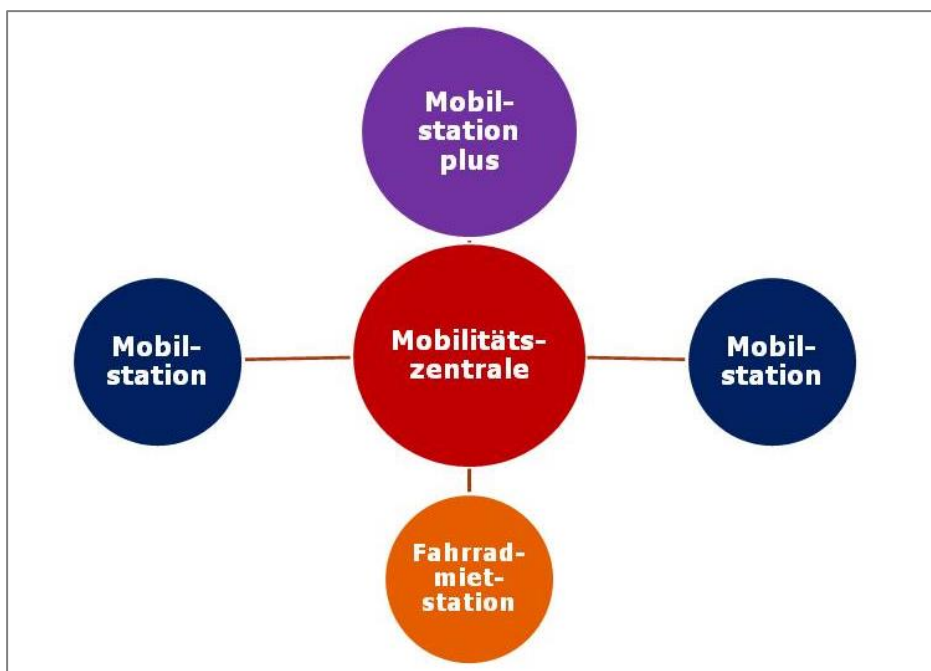 Mobil-
station
plus
Mobil-
station
Mobilitäts-
zentrale
Mobil-
station
Fahrrad-
miet-
station